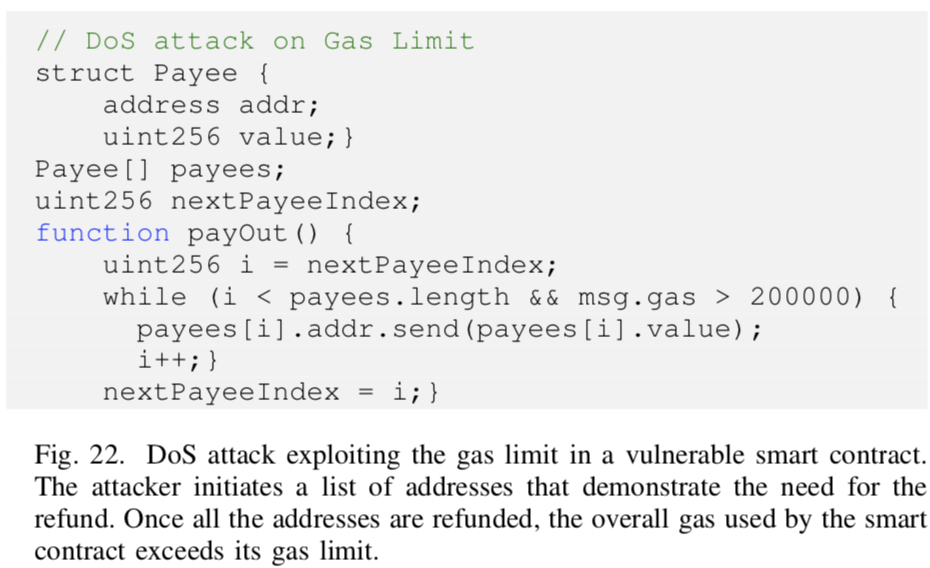 // DoS attack on Gas Limit
struct Payee {
address addr;
uint256 value;}
Payee[] payees;
uint256 nextPayeeIndex;
function payOut() {
uint256 i = nextPayeeIndex;
while (i < payees.length && msg.gas > 200000) {
payees[i].addr.send(payees[i].value);
i++;}
nextPayeeIndex = i;}
Fig. 22. DoS attack exploiting the gas limit in a vulnerable smart contract.
The attacker initiates a list of addresses that demonstrate the need for the
refund. Once all the addresses are refunded, the overall gas used by the smart
contract exceeds its gas limit.